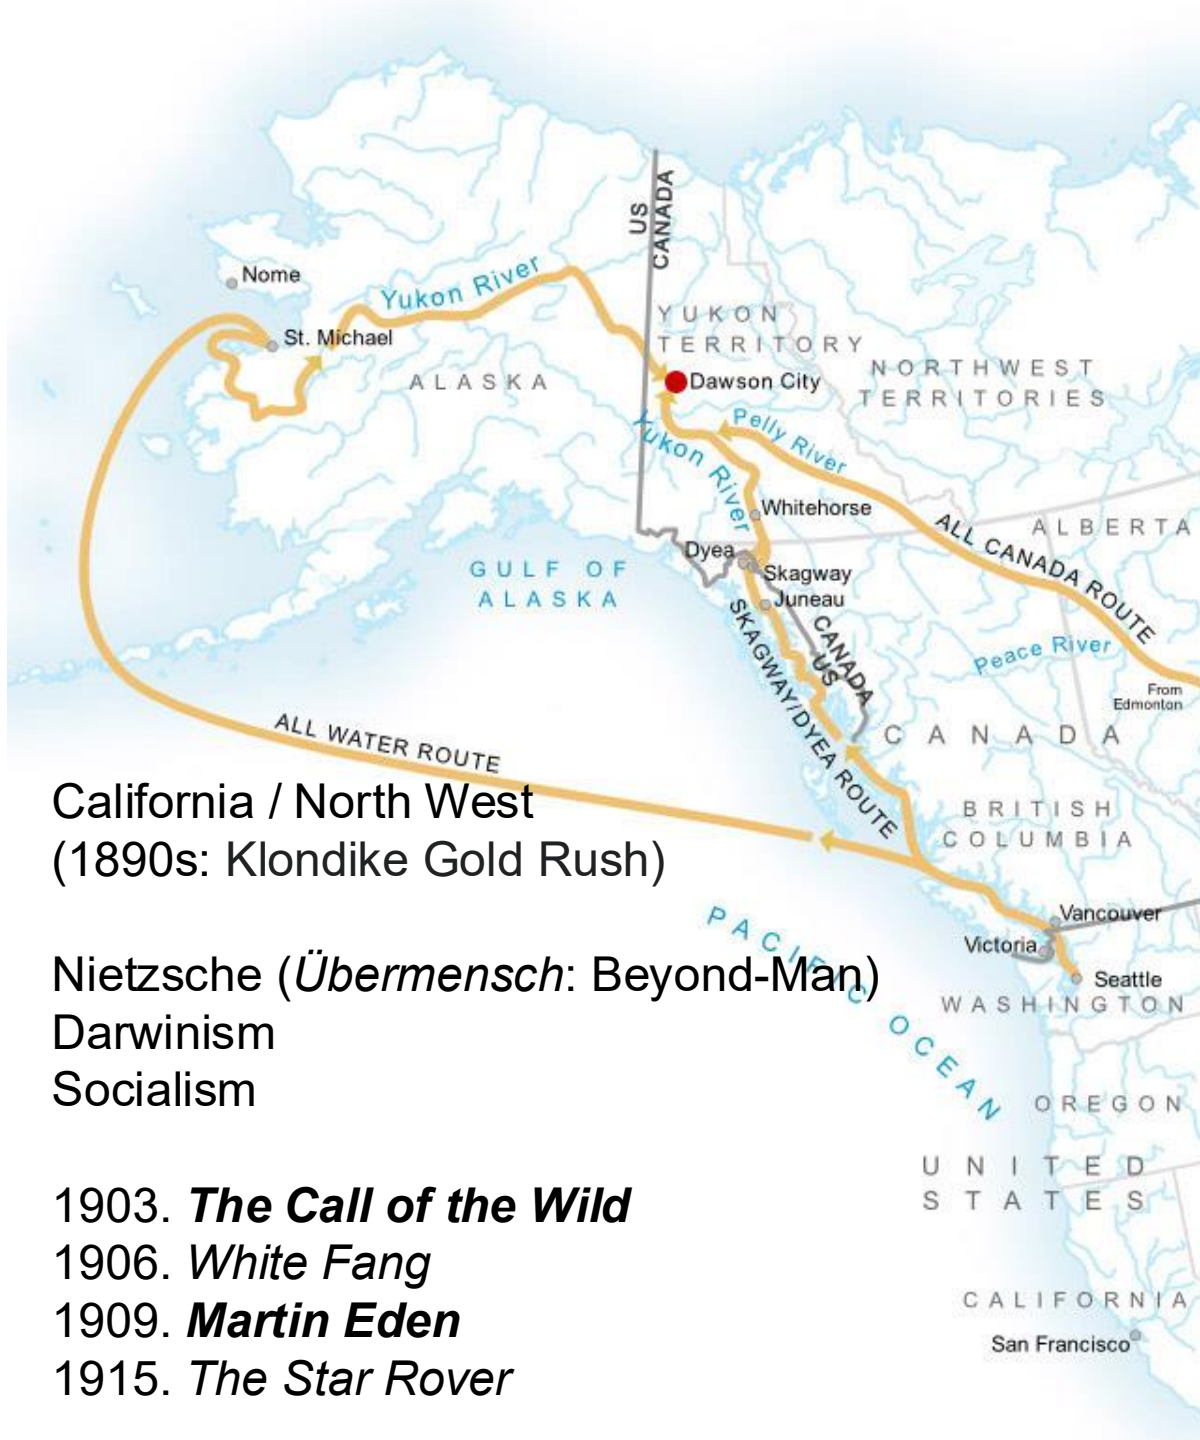 US
CANADA
Nome
Yukon River
YUKON
TERRITORY
St. Michael
NORTHWEST
TERRITORIES
ALASKA
Dawson City
Pelly River
Yukon River
Whitehorse
ALL CANADA ROUTE
ALBERTA
Dyea
GULF OF
ALASKA
Skagway
Juneau
SKAGWAY/DYEA ROUTE
CANADA
US
Peace River
From
Edmonton
ALL WATER ROUTE
CANADA
BRITISH
COLUMBIA
California / North West
(1890s: Klondike Gold Rush)
PACIFIC OCEAN
Vancouver
Victoria
Seattle
WASHINGTON
Nietzsche (Übermensch: Beyond-Man)
Darwinism
Socialism
OREGON
UNITED
STATES
1903. The Call of the Wild
1906. White Fang
1909. Martin Eden
1915. The Star Rover
CALIFORNIA
San Francisco